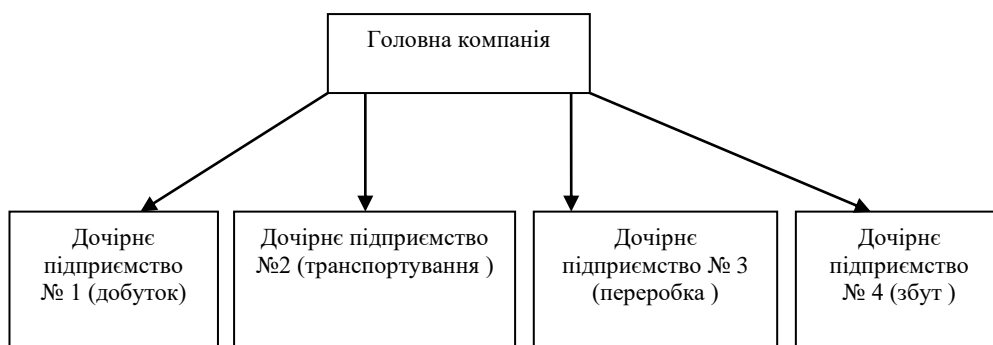 Головна компанія
Дочірнє
підприємство
№ 1 (добуток)
Дочірнє підприємство
№2 (транспортування )
Дочірнє
підприємство № 3
(переробка )
Дочірнє
підприємство
№ 4 (збут )